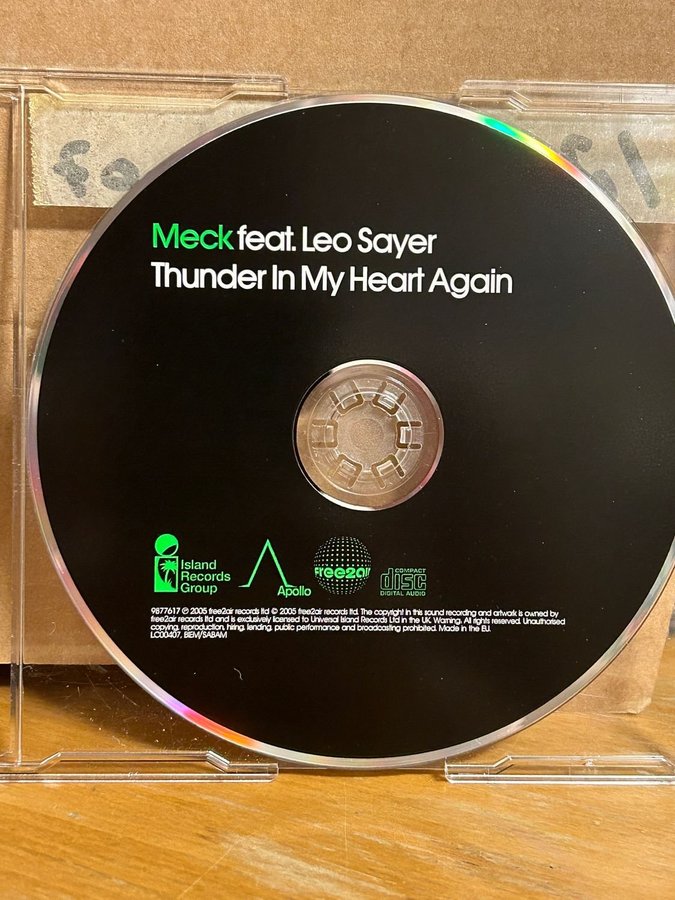 Meck feat. Leo Sayer
Thunder In My Heart Again
Island
Records
Group
Apollo
free2air
COMPACT
disc
DIGITAL AUDIO
9877617 ℗ 2005 free2air records ltd © 2005 free2air records ltd. The copyright in this sound recording and artwork is owned by
free2air records ltd and is exclusively licensed to Universal Island Records Ltd in the UK. Warning. All rights reserved. Unauthorised
copying, reproduction, hiring, lending, public performance and broadcasting prohibited. Made in the EU.
LC00407, BIEM/SABAM